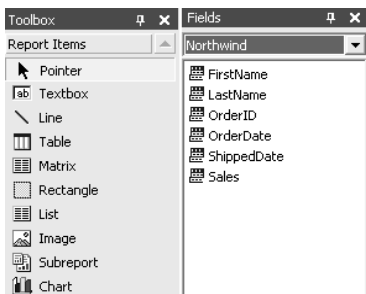 Toolbox
Report Items
Pointer
ab Textbox
Line
Table
Matrix
Rectangle
List
Image
Subreport
Chart
Fields
Northwind
FirstName
LastName
OrderID
OrderDate
ShippedDate
Sales